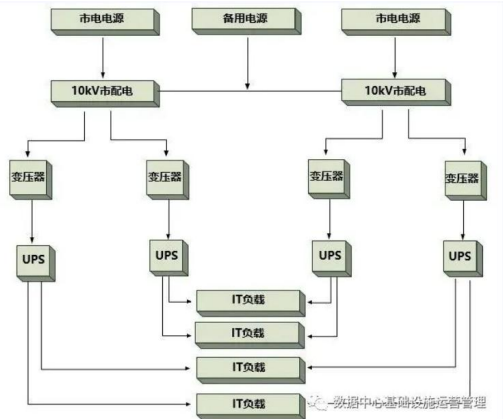 市电电源
备用电源
市电电源
10kV市配电
10kV市配电
变压器
变压器
变压器
变压器
UPS
UPS
UPS
UPS
IT负载
IT负载
IT负载
IT负载
数据中心基础设施运营管理